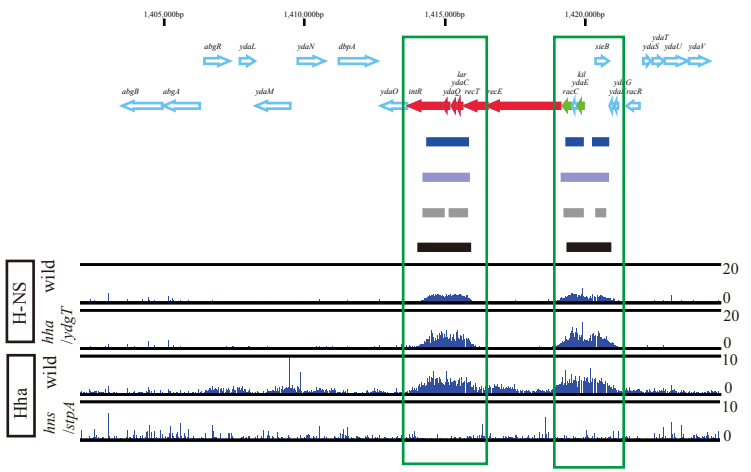 1,405,000bp 1,410,000bp 1,415,000bp 1,420,000bp
ydaT
abgR ydaL ydaN dbpA sieB ydaS ydaU ydaV
lar kil
ydaC ydaE ydaG
abgB abgA ydaM ydaO intR ydaQ recT recE racC racR
H-NS
wild
20
0
hha
/ydgT
20
0
Hha
wild
10
0
hns
/stpA
10
0